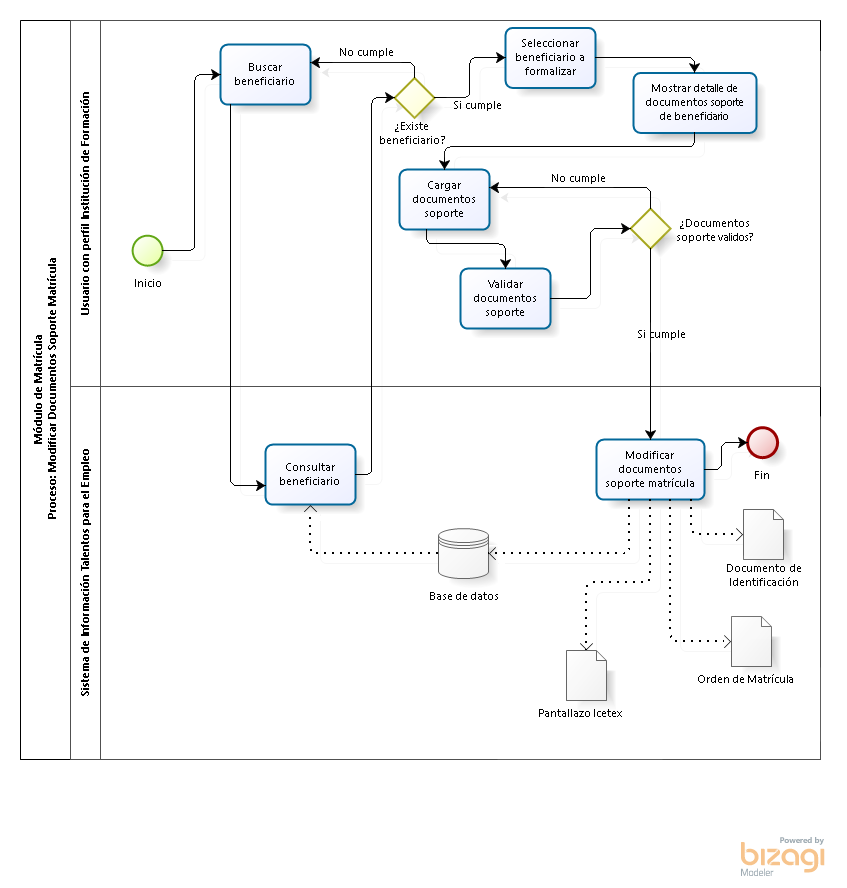 Módulo de Matrícula
Proceso: Modificar Documentos Soporte Matrícula
Usuario con perfil Institución de Formación
Inicio
Buscar
beneficiario
No cumple
¿Existe
beneficiario?
Si cumple
Seleccionar
beneficiario a
formalizar
Mostrar detalle de
documentos soporte
de beneficiario
Cargar
documentos
soporte
No cumple
¿Documentos
soporte validos?
Validar
documentos
soporte
Si cumple
Sistema de Información Talentos para el Empleo
Consultar
beneficiario
Modificar
documentos
soporte matrícula
Fin
Base de datos
Documento de
Identificación
Orden de Matrícula
Pantallazo Icetex
Powered by
bizagi
Modeler